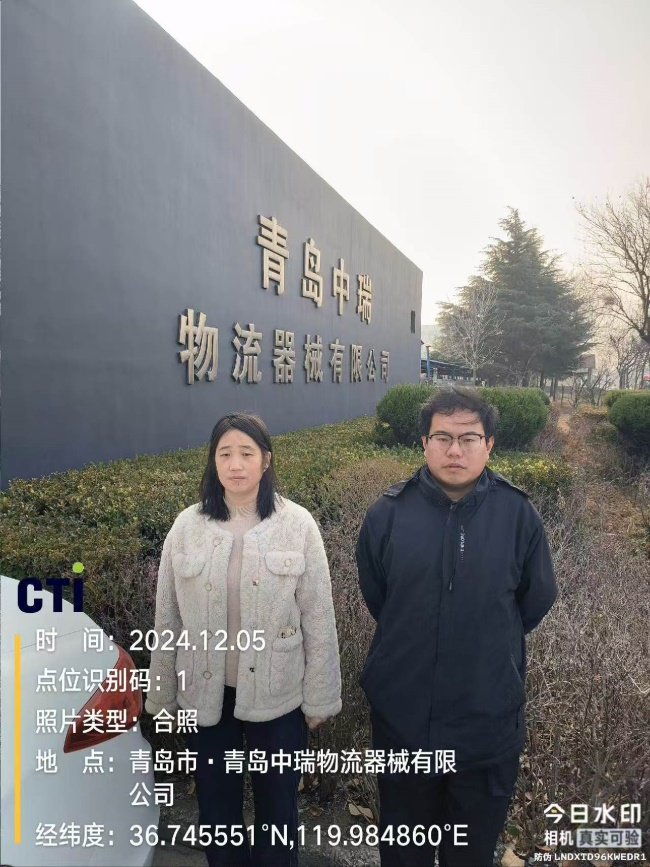 青岛中瑞
物流器械有限公司
CTi
时 间：2024.12.05
点位识别码：1
照片类型：合照
地 点：青岛市·青岛中瑞物流器械有限
公司
经纬度：36.745551°N,119.984860°E
今日水印
相机 真实可验
防伪 LNDXTD96KWEDR1